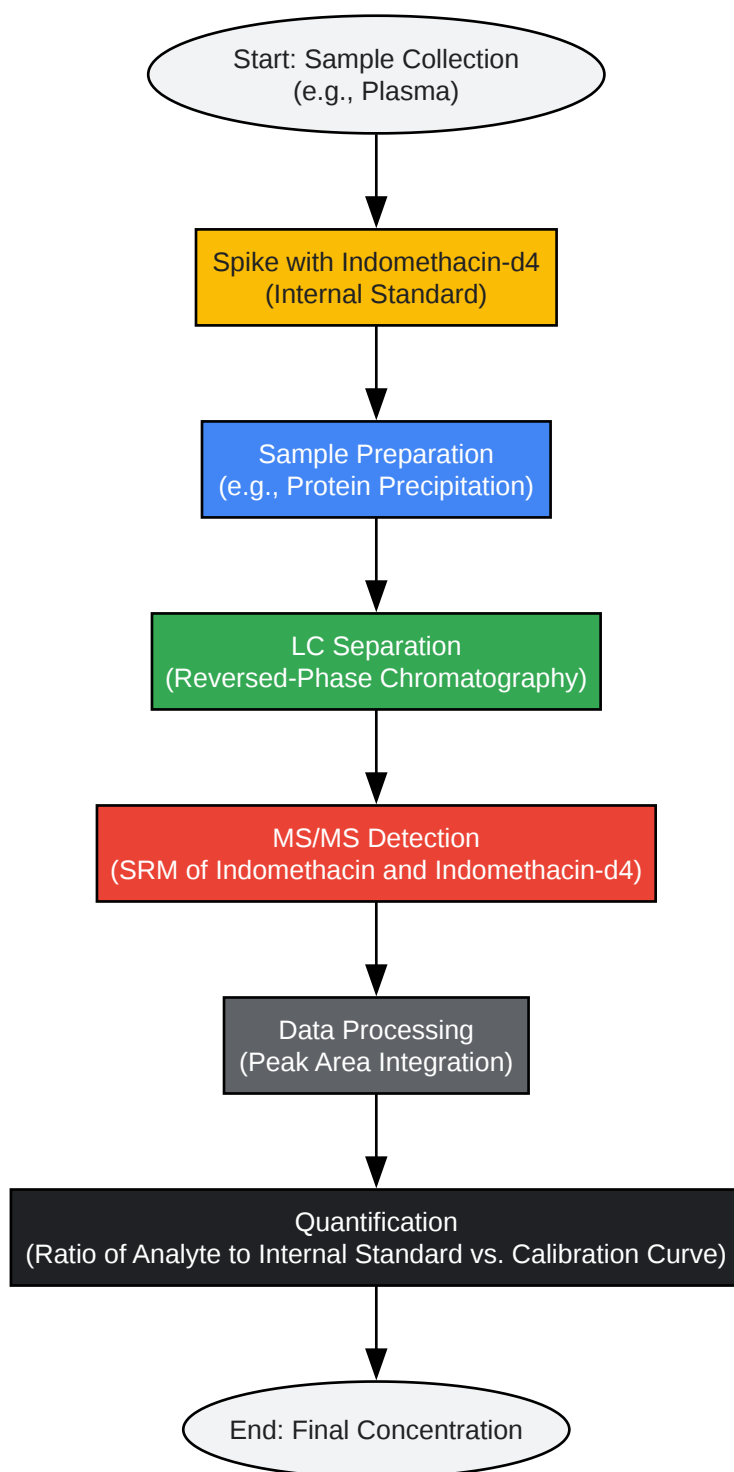 Start: Sample Collection
(e.g., Plasma)
Spike with Indomethacin-d4
(Internal Standard)
Sample Preparation
(e.g., Protein Precipitation)
LC Separation
(Reversed-Phase Chromatography)
MS/MS Detection
(SRM of Indomethacin and Indomethacin-d4)
Data Processing
(Peak Area Integration)
Quantification
(Ratio of Analyte to Internal Standard vs. Calibration Curve)
End: Final Concentration